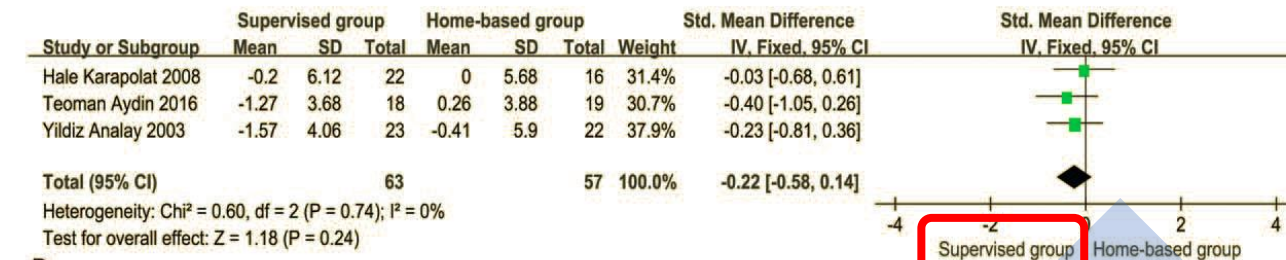 Supervised group Home-based group Std. Mean Difference Std. Mean Difference
Study or Subgroup Mean SD Total Mean SD Total Weight IV, Fixed, 95% CI IV, Fixed, 95% CI
Hale Karapolat 2008 -0.2 6.12 22 0 5.68 16 31.4% -0.03 [-0.68, 0.61]
Teoman Aydin 2016 -1.27 3.68 18 0.26 3.88 19 30.7% -0.40 [-1.05, 0.26]
Yildiz Analay 2003 -1.57 4.06 23 -0.41 5.9 22 37.9% -0.23 [-0.81, 0.36]
Total (95% CI) 63 57 100.0% -0.22 [-0.58, 0.14]
Heterogeneity: Chi² = 0.60, df = 2 (P = 0.74); I² = 0%
Test for overall effect: Z = 1.18 (P = 0.24)
-4 -2 0 2 4
Supervised group Home-based group